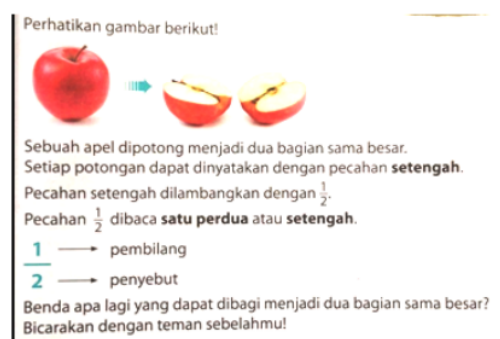 Perhatikan gambar berikut!
Sebuah apel dipotong menjadi dua bagian sama besar.
Setiap potongan dapat dinyatakan dengan pecahan setengah.
Pecahan setengah dilambangkan dengan 1/2.
Pecahan 1/2 dibaca satu perdua atau setengah.
1 → pembilang
2 → penyebut
Benda apa lagi yang dapat dibagi menjadi dua bagian sama besar?
Bicarakan dengan teman sebelahmu!